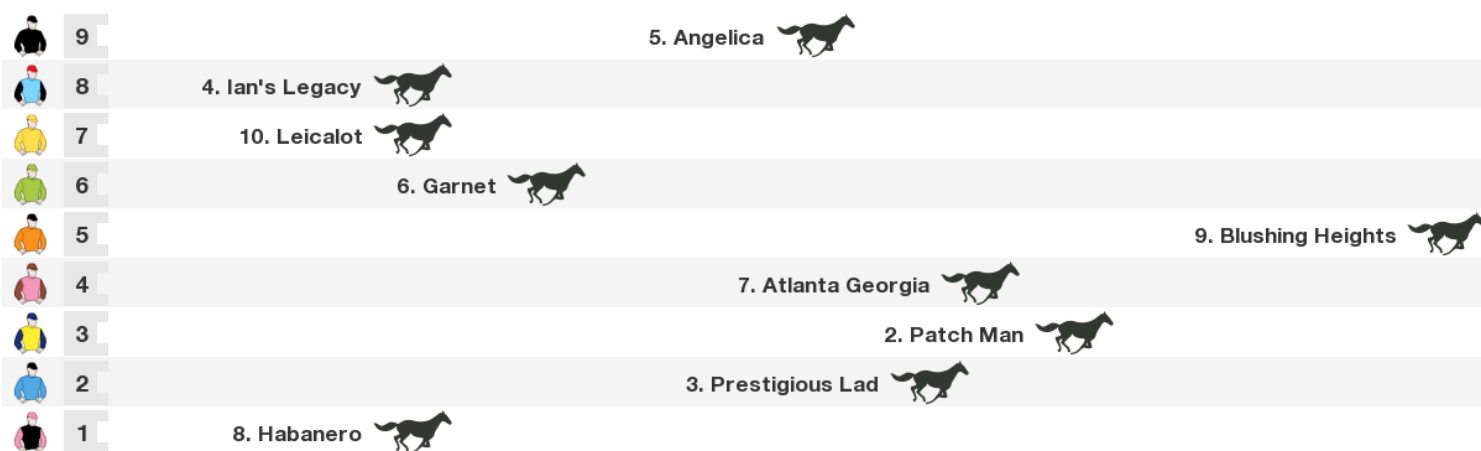 9 5. Angelica
8 4. Ian's Legacy
7 10. Leicalot
6 6. Garnet
5 9. Blushing Heights
4 7. Atlanta Georgia
3 2. Patch Man
2 3. Prestigious Lad
1 8. Habanero